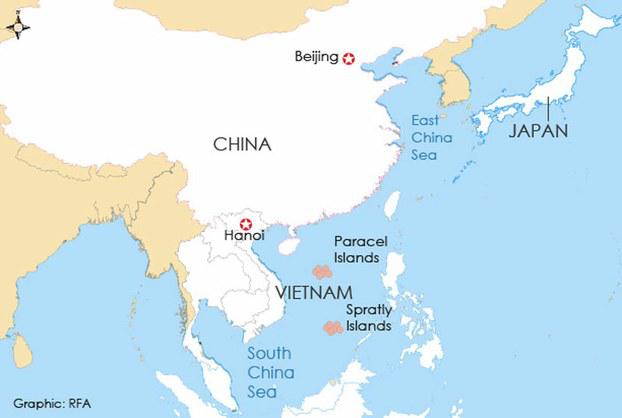 Beijing
East
China
Sea
JAPAN
CHINA
Hanoi
Paracel
Islands
VIETNAM
Spratly
Islands
South
China
Sea
Graphic: RFA